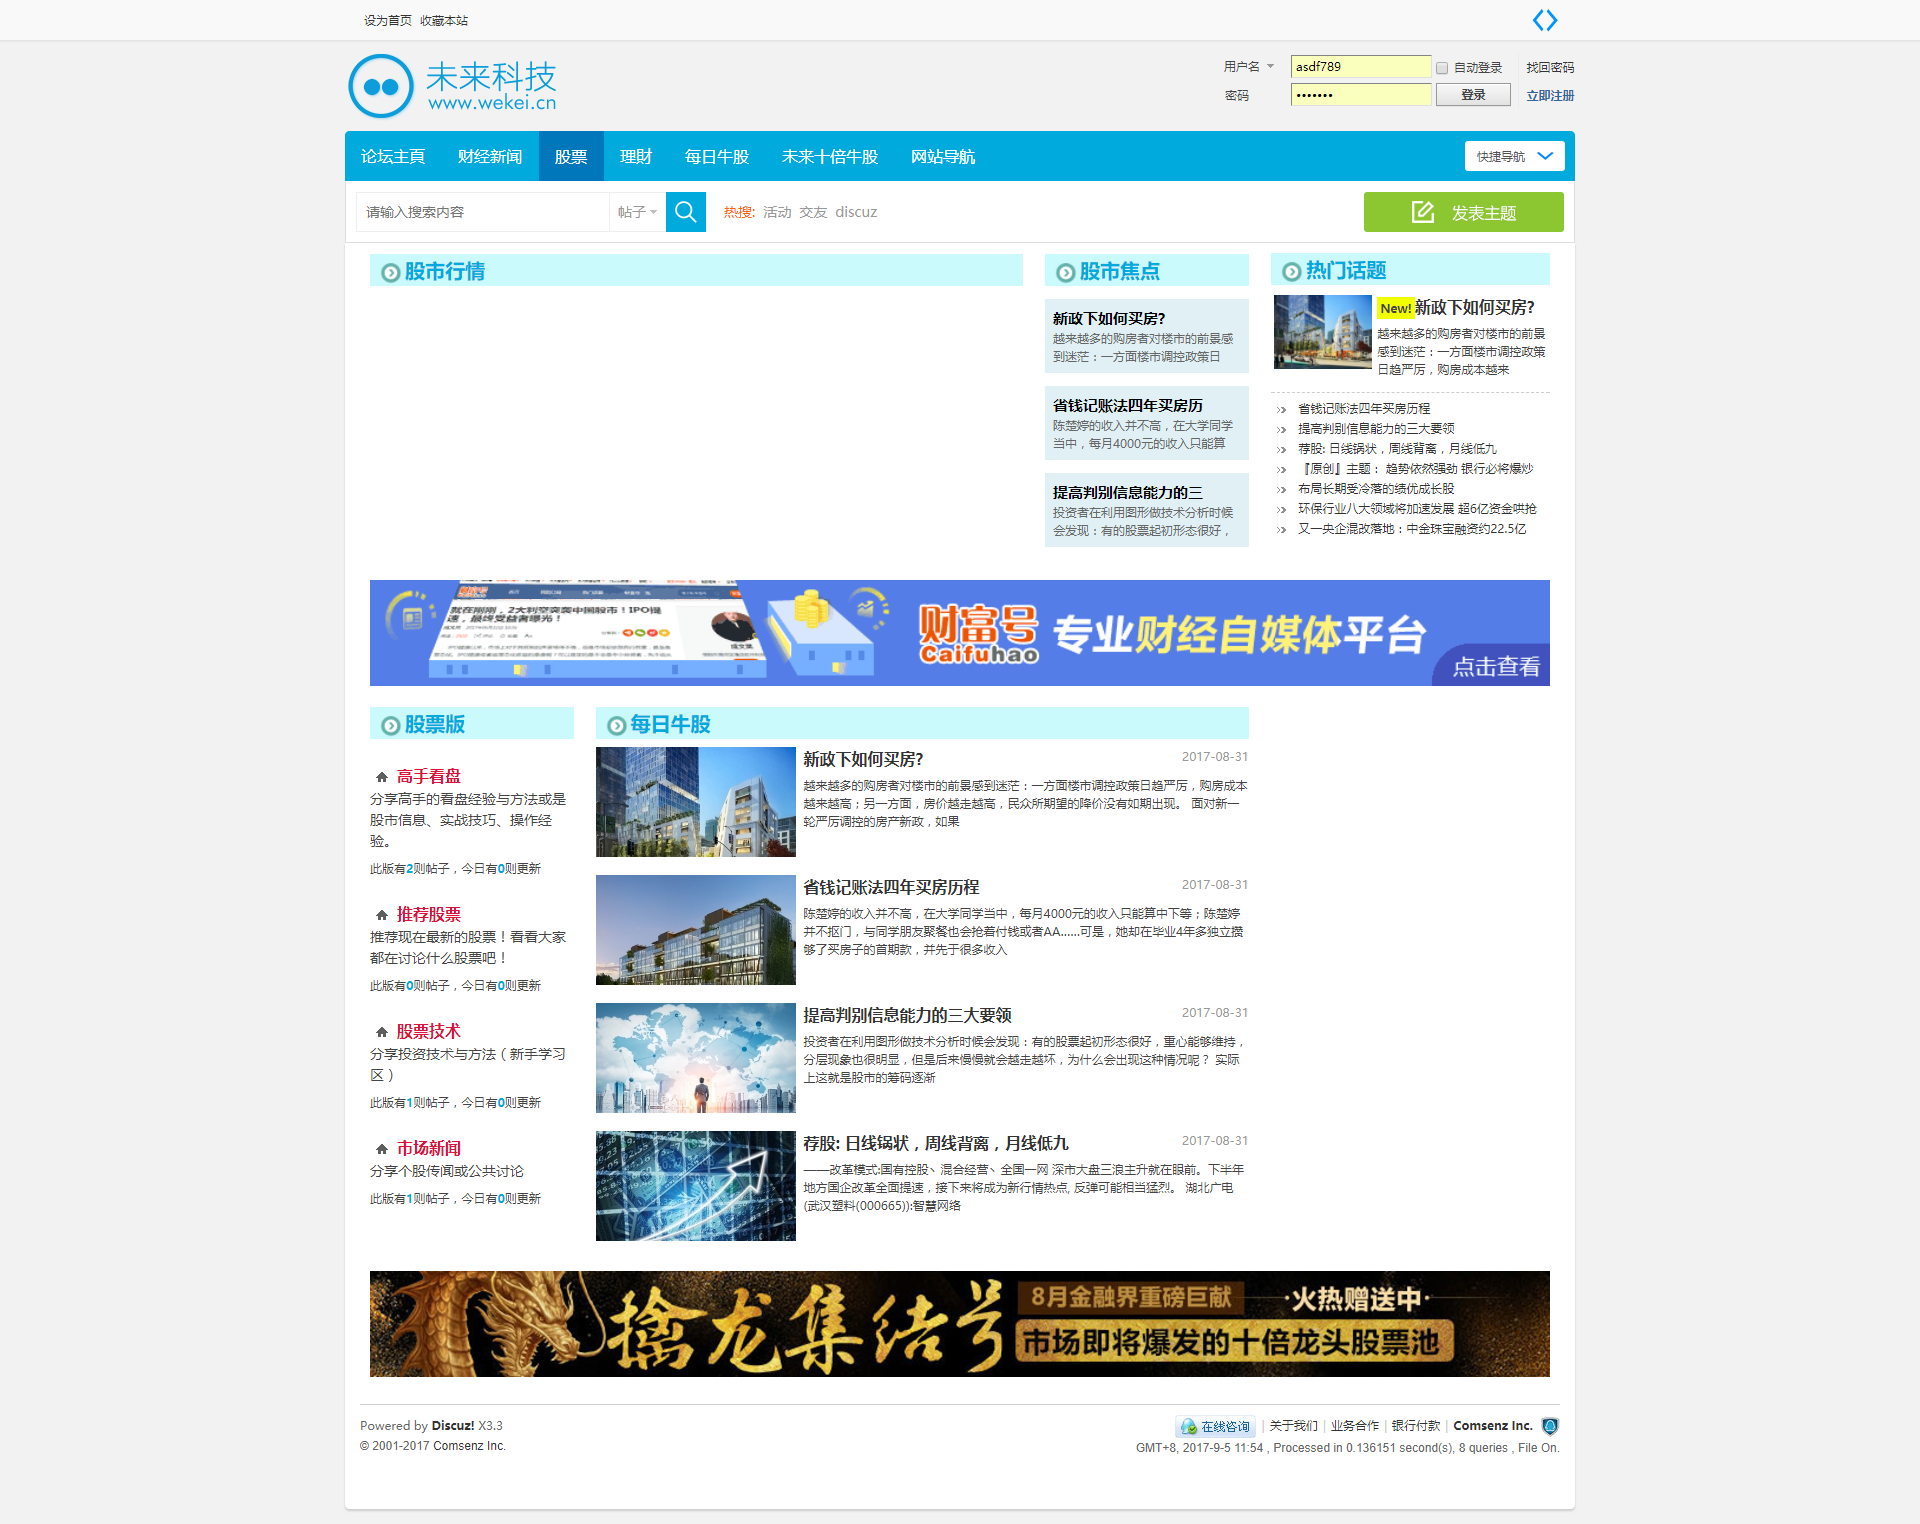 设为首页 收藏本站
未来科技
www.wekei.cn
用户名 asdf789 自动登录 找回密码
密码 ••••••• 登录 立即注册
论坛主頁 财经新闻 股票 理财 每日牛股 未来十倍牛股 网站导航 快捷导航
请输入搜索内容 帖子 热搜: 活动 交友 discuz 发表主题
股市行情
股市焦点
新政下如何买房?
越来越多的购房者对楼市的前景感
到迷茫：一方面楼市调控政策日
省钱记账法四年买房历
陈楚婷的收入并不高，在大学同学
当中，每月4000元的收入只能算
提高判别信息能力的三
投资者在利用图形做技术分析时候
会发现：有的股票起初形态很好，
热门话题
New!新政下如何买房?
越来越多的购房者对楼市的前景
感到迷茫：一方面楼市调控政策
日趋严厉，购房成本越来
省钱记账法四年买房历程
提高判别信息能力的三大要领
荐股: 日线锅状，周线背离，月线低九
『原创』主题： 趋势依然强劲 银行必将爆炒
布局长期受冷落的绩优成长股
环保行业八大领域将加速发展 超6亿资金哄抢
又一央企混改落地：中金珠宝融资约22.5亿
就在刚刚，2大利空突袭中国股市！IPO提
速，最终受益者曝光！
财富号
Caifuhao
专业财经自媒体平台
点击查看
股票版
高手看盘
分享高手的看盘经验与方法或是
股市信息、实战技巧、操作经
验。
此版有2则帖子，今日有0则更新
推荐股票
推荐现在最新的股票！看看大家
都在讨论什么股票吧！
此版有0则帖子，今日有0则更新
股票技术
分享投资技术与方法（新手学习
区）
此版有1则帖子，今日有0则更新
市场新闻
分享个股传闻或公共讨论
此版有1则帖子，今日有0则更新
每日牛股
新政下如何买房? 2017-08-31
越来越多的购房者对楼市的前景感到迷茫：一方面楼市调控政策日趋严厉，购房成本
越来越高；另一方面，房价越走越高，民众所期望的降价没有如期出现。 面对新一
轮严厉调控的房产新政，如果
省钱记账法四年买房历程 2017-08-31
陈楚婷的收入并不高，在大学同学当中，每月4000元的收入只能算中下等；陈楚婷
并不抠门，与同学朋友聚餐也会抢着付钱或者AA……可是，她却在毕业4年多独立攒
够了买房子的首期款，并先于很多收入
提高判别信息能力的三大要领 2017-08-31
投资者在利用图形做技术分析时候会发现：有的股票起初形态很好，重心能够维持，
分层现象也很明显，但是后来慢慢就会越走越坏，为什么会出现这种情况呢？ 实际
上这就是股市的筹码逐渐
荐股: 日线锅状，周线背离，月线低九 2017-08-31
——改革模式:国有控股、混合经营、全国一网 深市大盘三浪主升就在眼前。下半年
地方国企改革全面提速，接下来将成为新行情热点, 反弹可能相当猛烈。 湖北广电
(武汉塑料(000665)):智慧网络
擒龙集结号
8月金融界重磅巨献 ·火热赠送中·
市场即将爆发的十倍龙头股票池
Powered by Discuz! X3.3
© 2001-2017 Comsenz Inc.
在线咨询 | 关于我们 | 业务合作 | 银行付款 | Comsenz Inc.
GMT+8, 2017-9-5 11:54 , Processed in 0.136151 second(s), 8 queries , File On.